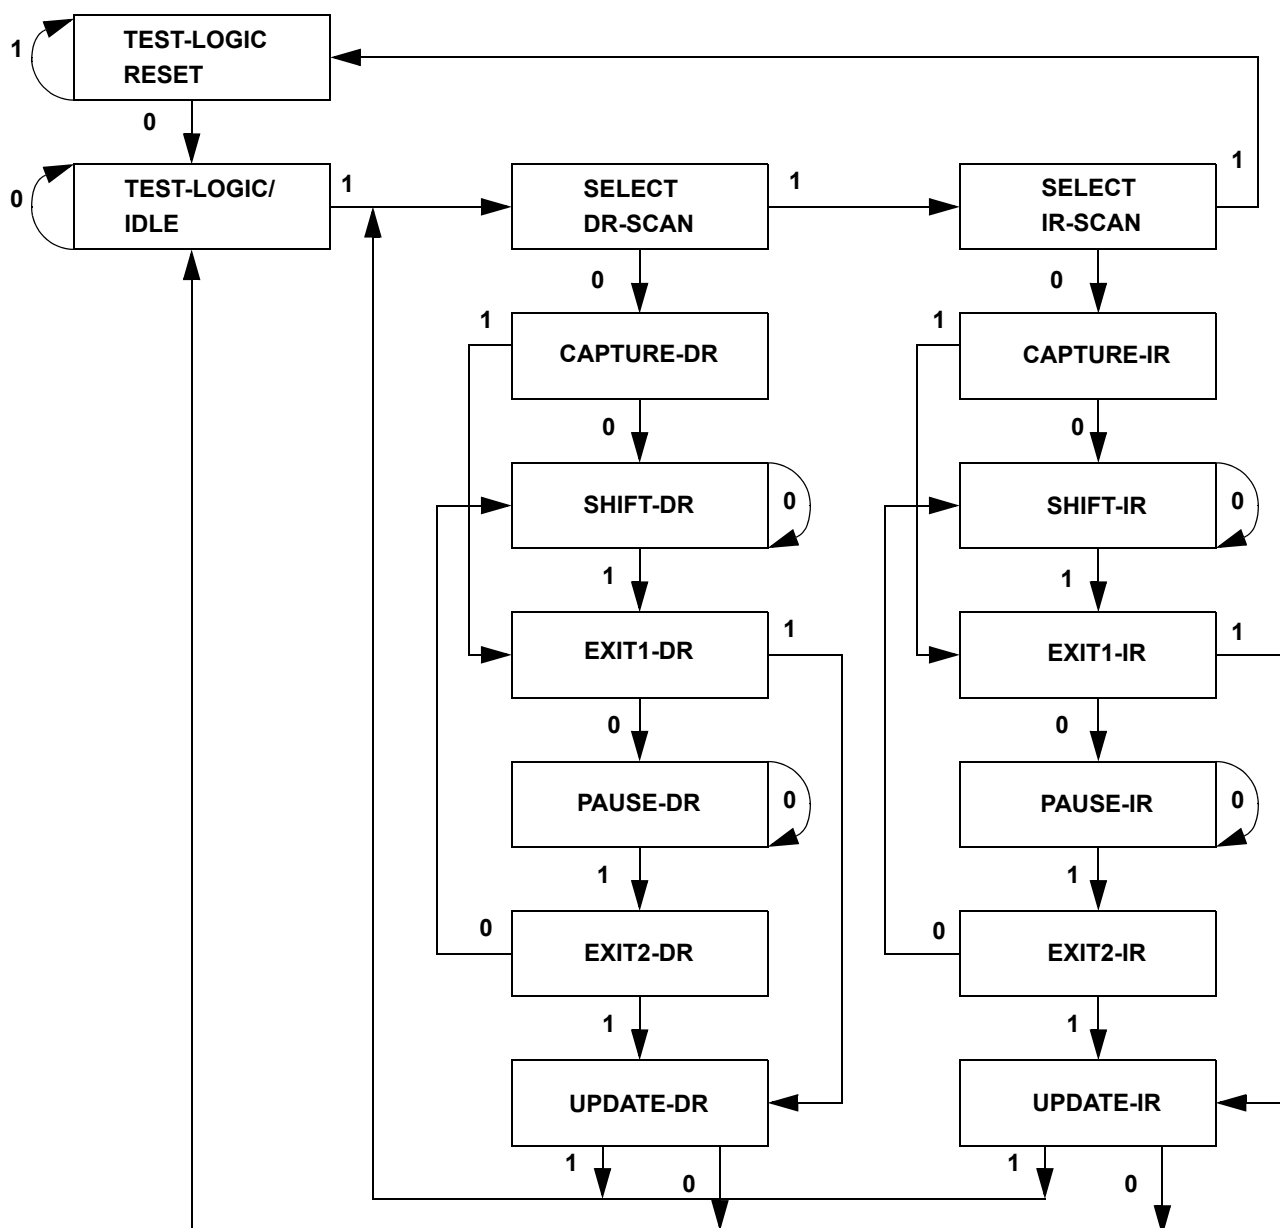 1
TEST-LOGIC
RESET
0
0
TEST-LOGIC/
IDLE
1
SELECT
DR-SCAN
1
SELECT
IR-SCAN
1
0
0
1
CAPTURE-DR
1
CAPTURE-IR
0
0
SHIFT-DR
0
SHIFT-IR
0
1
1
EXIT1-DR
1
EXIT1-IR
1
0
0
PAUSE-DR
0
PAUSE-IR
0
1
1
0
EXIT2-DR
0
EXIT2-IR
1
1
UPDATE-DR
UPDATE-IR
1
0
1
0